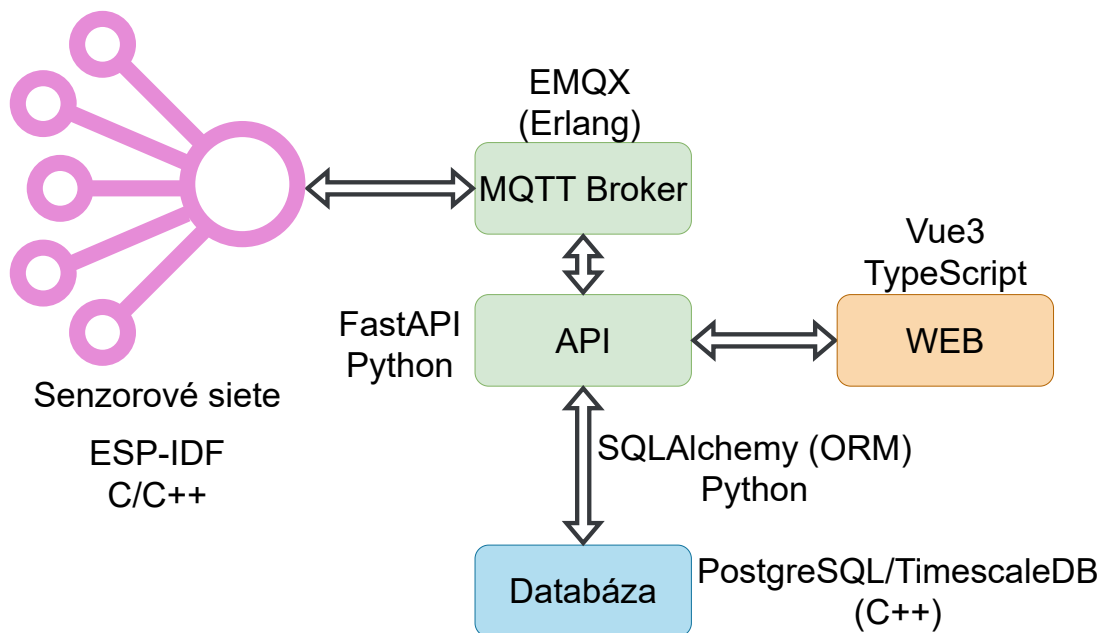 EMQX
(Erlang)
MQTT Broker
Vue3
TypeScript
FastAPI
Python
API
WEB
Senzorové siete
ESP-IDF
C/C++
SQLAlchemy (ORM)
Python
Databáza
PostgreSQL/TimescaleDB
(C++)